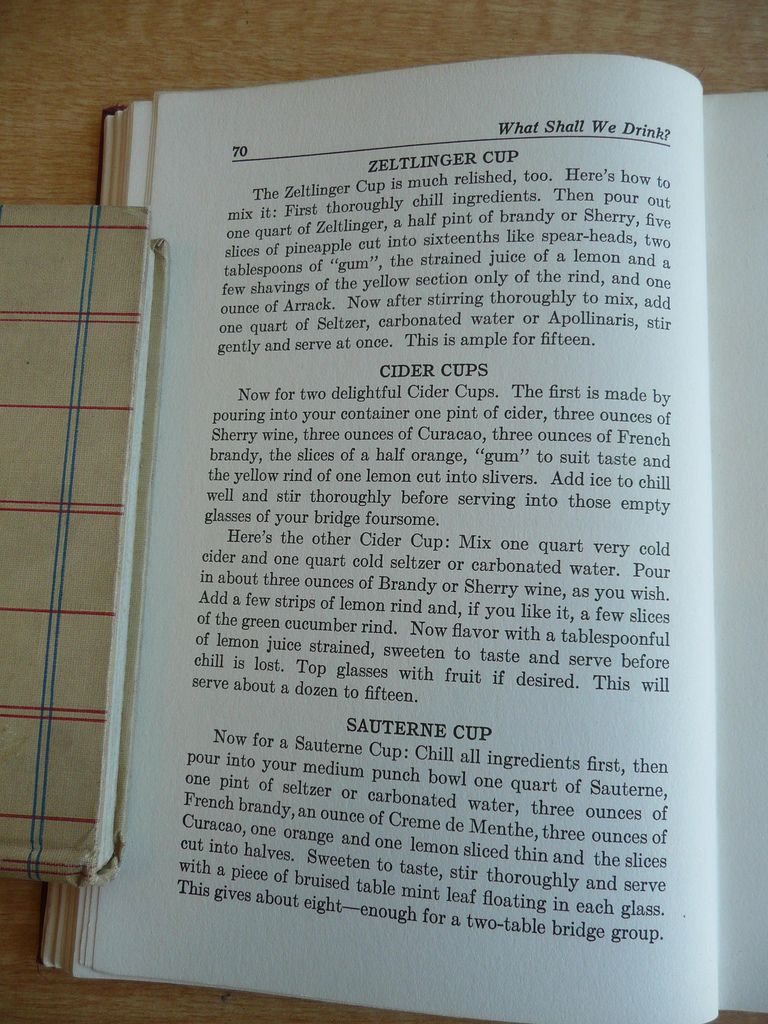 What Shall We Drink?
70
ZELTLINGER CUP
The Zeltlinger Cup is much relished, too. Here's how to
mix it: First thoroughly chill ingredients. Then pour out
one quart of Zeltlinger, a half pint of brandy or Sherry, five
slices of pineapple cut into sixteenths like spear-heads, two
tablespoons of "gum", the strained juice of a lemon and a
few shavings of the yellow section only of the rind, and one
ounce of Arrack. Now after stirring thoroughly to mix, add
one quart of Seltzer, carbonated water or Apollinaris, stir
gently and serve at once. This is ample for fifteen.
CIDER CUPS
Now for two delightful Cider Cups. The first is made by
pouring into your container one pint of cider, three ounces of
Sherry wine, three ounces of Curacao, three ounces of French
brandy, the slices of a half orange, "gum" to suit taste and
the yellow rind of one lemon cut into slivers. Add ice to chill
well and stir thoroughly before serving into those empty
glasses of your bridge foursome.
Here's the other Cider Cup: Mix one quart very cold
cider and one quart cold seltzer or carbonated water. Pour
in about three ounces of Brandy or Sherry wine, as you wish.
Add a few strips of lemon rind and, if you like it, a few slices
of the green cucumber rind. Now flavor with a tablespoonful
of lemon juice strained, sweeten to taste and serve before
chill is lost. Top glasses with fruit if desired. This will
serve about a dozen to fifteen.
SAUTERNE CUP
Now for a Sauterne Cup: Chill all ingredients first, then
pour into your medium punch bowl one quart of Sauterne,
one pint of seltzer or carbonated water, three ounces of
French brandy, an ounce of Creme de Menthe, three ounces of
Curacao, one orange and one lemon sliced thin and the slices
cut into halves. Sweeten to taste, stir thoroughly and serve
with a piece of bruised table mint leaf floating in each glass.
This gives about eight—enough for a two-table bridge group.